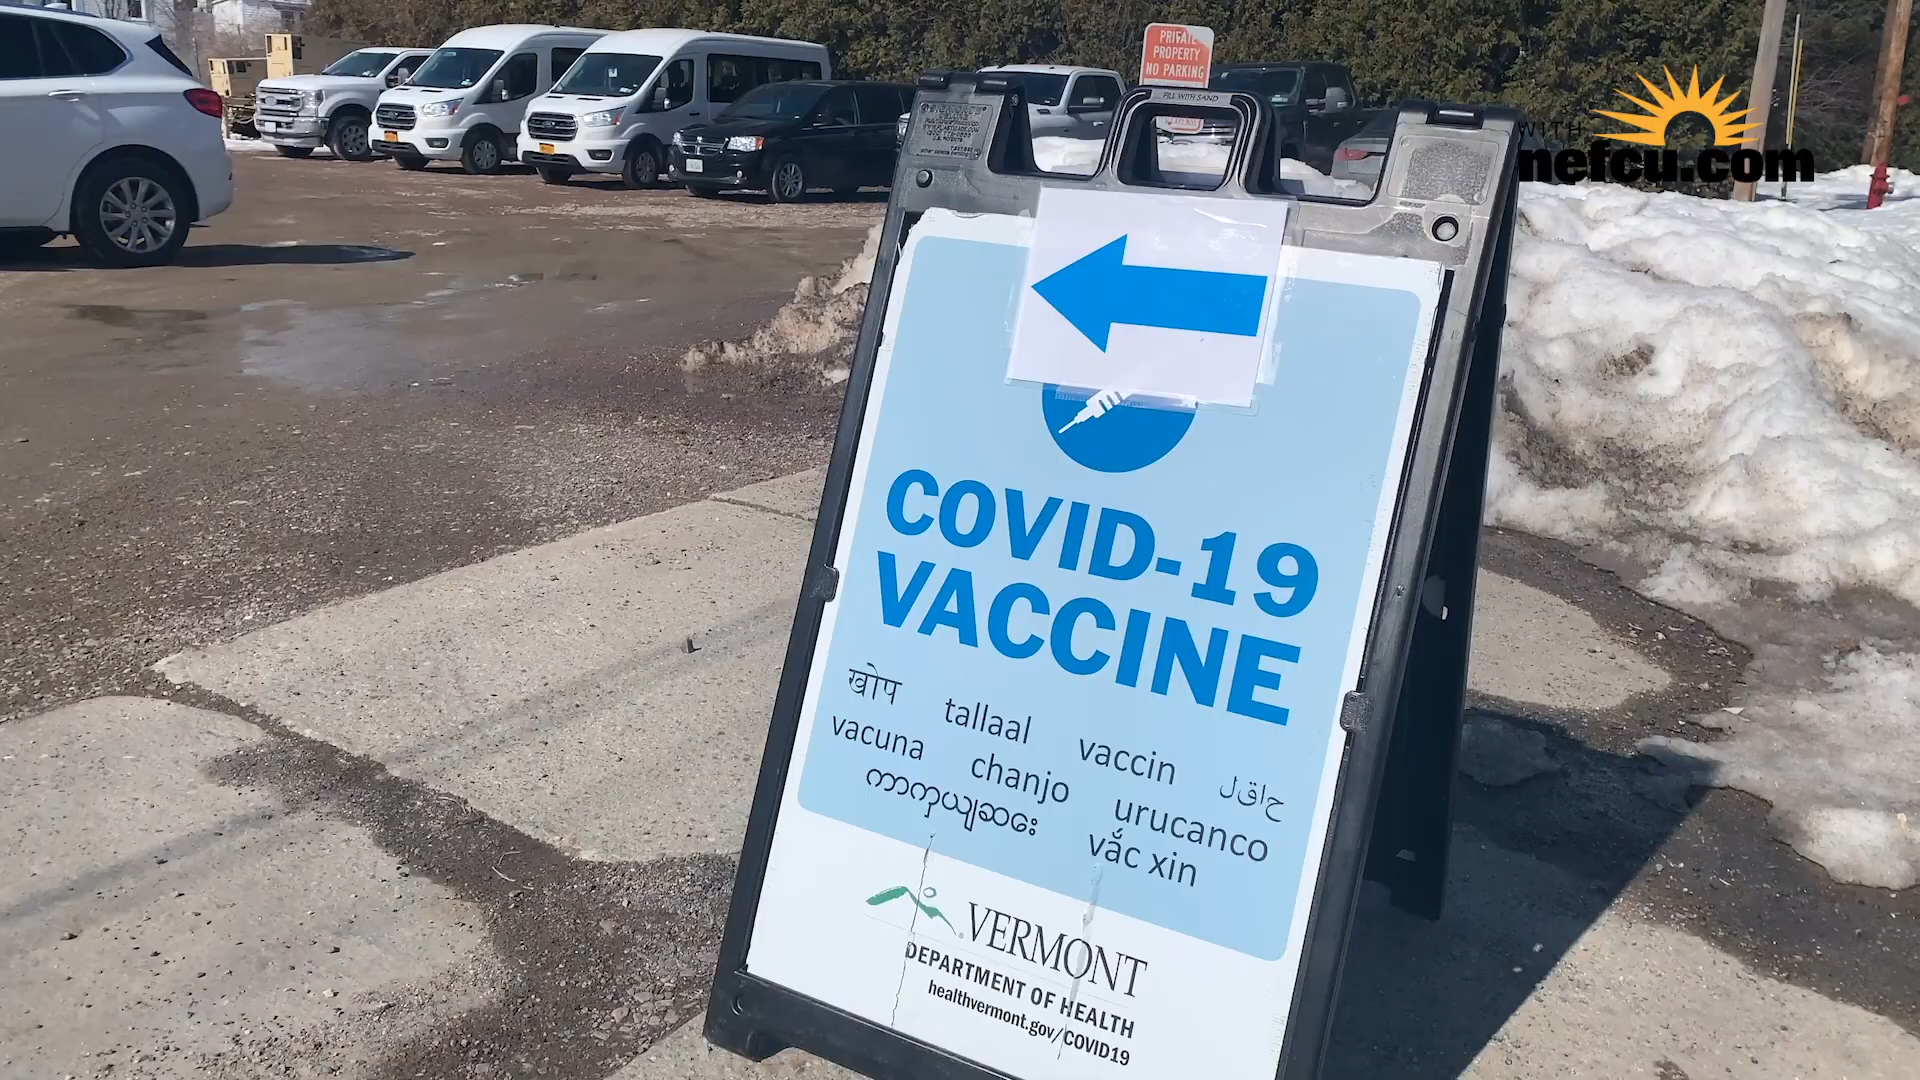 PRIVATE
PROPERTY
NO PARKING
FILL WITH SAND
WITH
nefcu.com
COVID-19
VACCINE
खोप tallaal vaccin لقاح
vacuna chanjo urucanco
ကာကွယျဆေး vắc xin
VERMONT
DEPARTMENT OF HEALTH
healthvermont.gov/COVID19